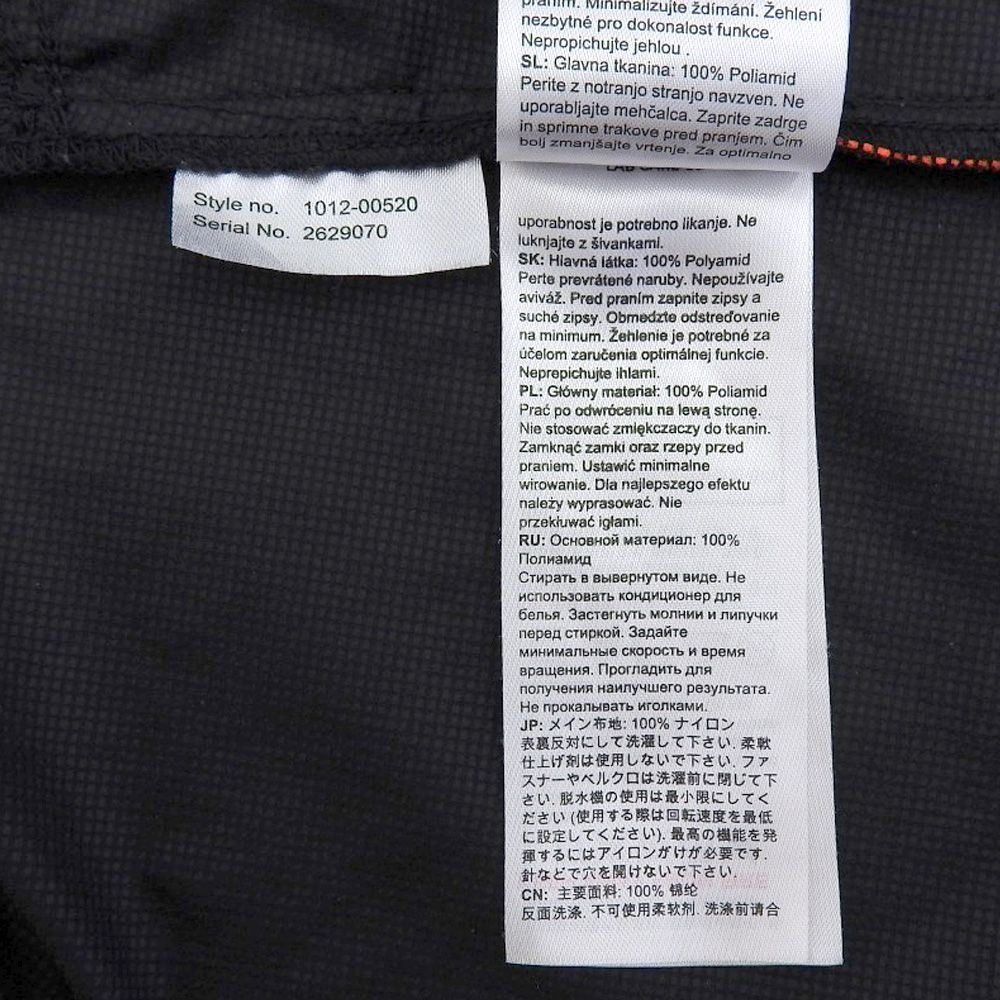 praním. Minimalizujte ždímání. Žehlení
nezbytné pro dokonalost funkce.
Nepropichujte jehlou .
SL: Glavna tkanina: 100% Poliamid
Perite z notranjo stranjo navzven. Ne
uporabljajte mehčalca. Zaprite zadrge
in sprimne trakove pred pranjem. Čim
bolj zmanjšajte vrtenje. Za optimalno
Style no. 1012-00520
Serial No. 2629070
uporabnost je potrebno likanje. Ne
luknjajte z šivankami.
SK: Hlavná látka: 100% Polyamid
Perte prevrátené naruby. Nepoužívajte
aviváž. Pred praním zapnite zipsy a
suché zipsy. Obmedzte odstreďovanie
na minimum. Žehlenie je potrebné za
účelom zaručenia optimálnej funkcie.
Neprepichujte ihlami.
PL: Główny materiał: 100% Poliamid
Prać po odwróceniu na lewą stronę.
Nie stosować zmiękczaczy do tkanin.
Zamknąć zamki oraz rzepy przed
praniem. Ustawić minimalne
wirowanie. Dla najlepszego efektu
należy wyprasować. Nie
przekłuwać igłami.
RU: Основной материал: 100%
Полиамид
Стирать в вывернутом виде. Не
использовать кондиционер для
белья. Застегнуть молнии и липучки
перед стиркой. Задайте
минимальные скорость и время
вращения. Прогладить для
получения наилучшего результата.
Не прокалывать иголками.
JP: メイン布地: 100% ナイロン
表裏反対にして洗濯して下さい. 柔軟
仕上げ剤は使用しないで下さい. ファ
スナーやベルクロは洗濯前に閉じて下
さい. 脱水機の使用は最小限にしてく
ださい (使用する際は回転速度を最低
に設定してください). 最高の機能を発
揮するにはアイロンがけが必要です.
針などで穴を開けないで下さい.
CN: 主要面料: 100% 锦纶
反面洗涤. 不可使用柔软剂. 洗涤前请合